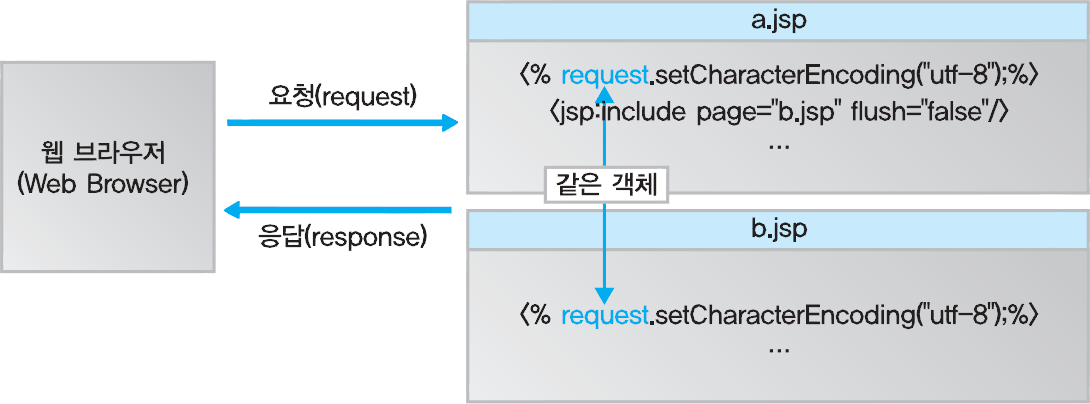 웹 브라우저
(Web Browser)
요청(request)
응답(response)
a.jsp
<% request.setCharacterEncoding("utf-8");%>
<jsp:include page="b.jsp" flush="false"/>
...
같은 객체
b.jsp
<% request.setCharacterEncoding("utf-8");%>
...